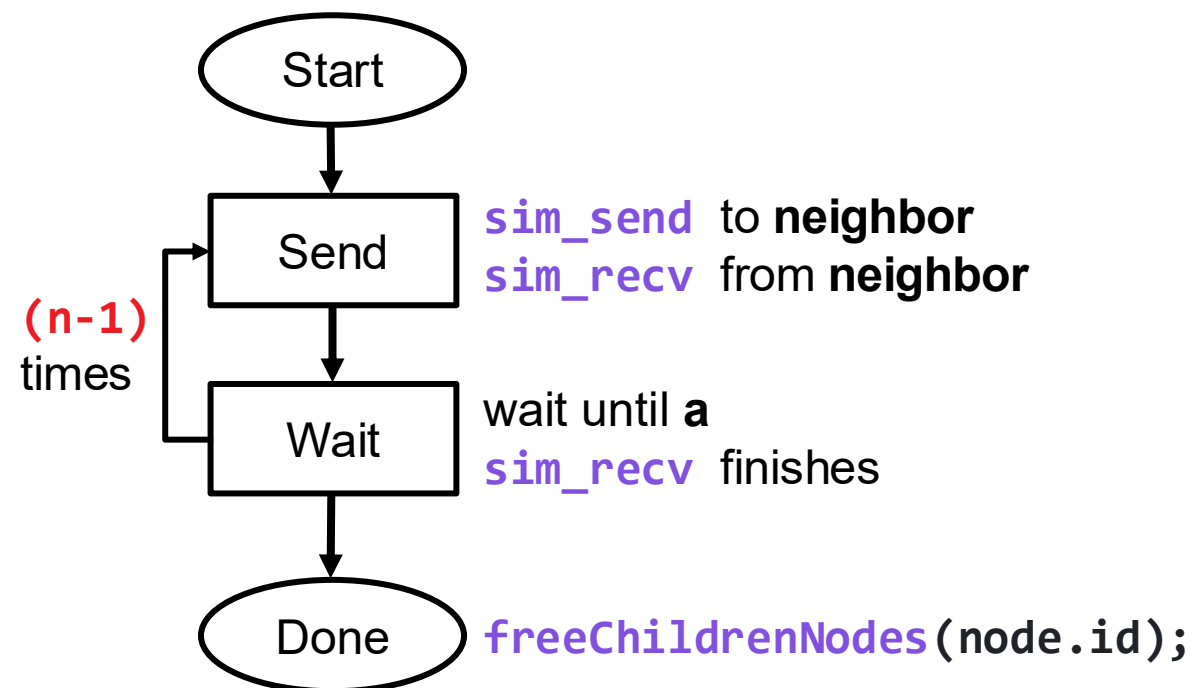 Start
Send
sim_send to neighbor
sim_recv from neighbor
(n-1)
times
Wait
wait until a
sim_recv finishes
Done
freeChildrenNodes(node.id);